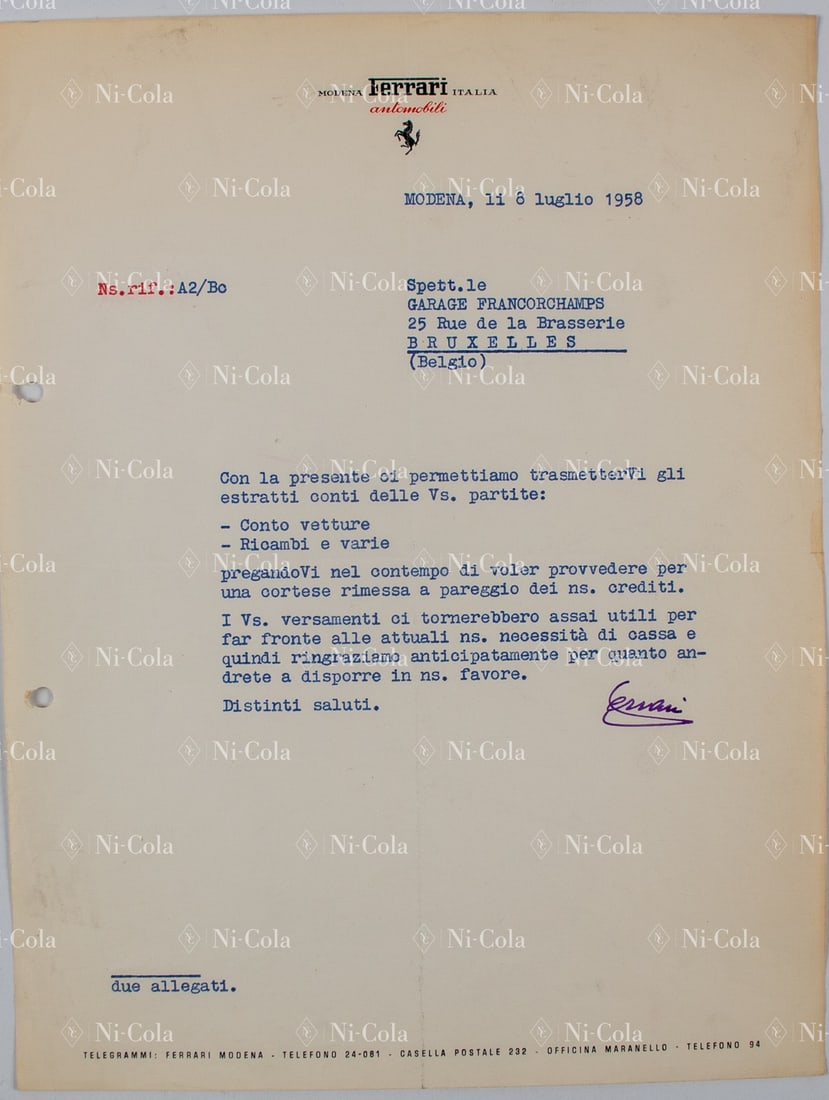 MODENA Ferrari ITALIA
automobili
MODENA, li 8 luglio 1958
Ns.rif.:A2/Bc
Spett.le
GARAGE FRANCORCHAMPS
25 Rue de la Brasserie
BRUXELLES
(Belgio)
Con la presente ci permettiamo trasmetterVi gli
estratti conti delle Vs. partite:
- Conto vetture
- Ricambi e varie
pregandoVi nel contempo di voler provvedere per
una cortese rimessa a pareggio dei ns. crediti.
I Vs. versamenti ci tornerebbero assai utili per
far fronte alle attuali ns. necessità di cassa e
quindi ringraziamo anticipatamente per quanto an-
drete a disporre in ns. favore.
Distinti saluti.
Ferrari
due allegati.
TELEGRAMMI: FERRARI MODENA - TELEFONO 24-081 - CASELLA POSTALE 232 - OFFICINA MARANELLO - TELEFONO 94
Ni-Cola